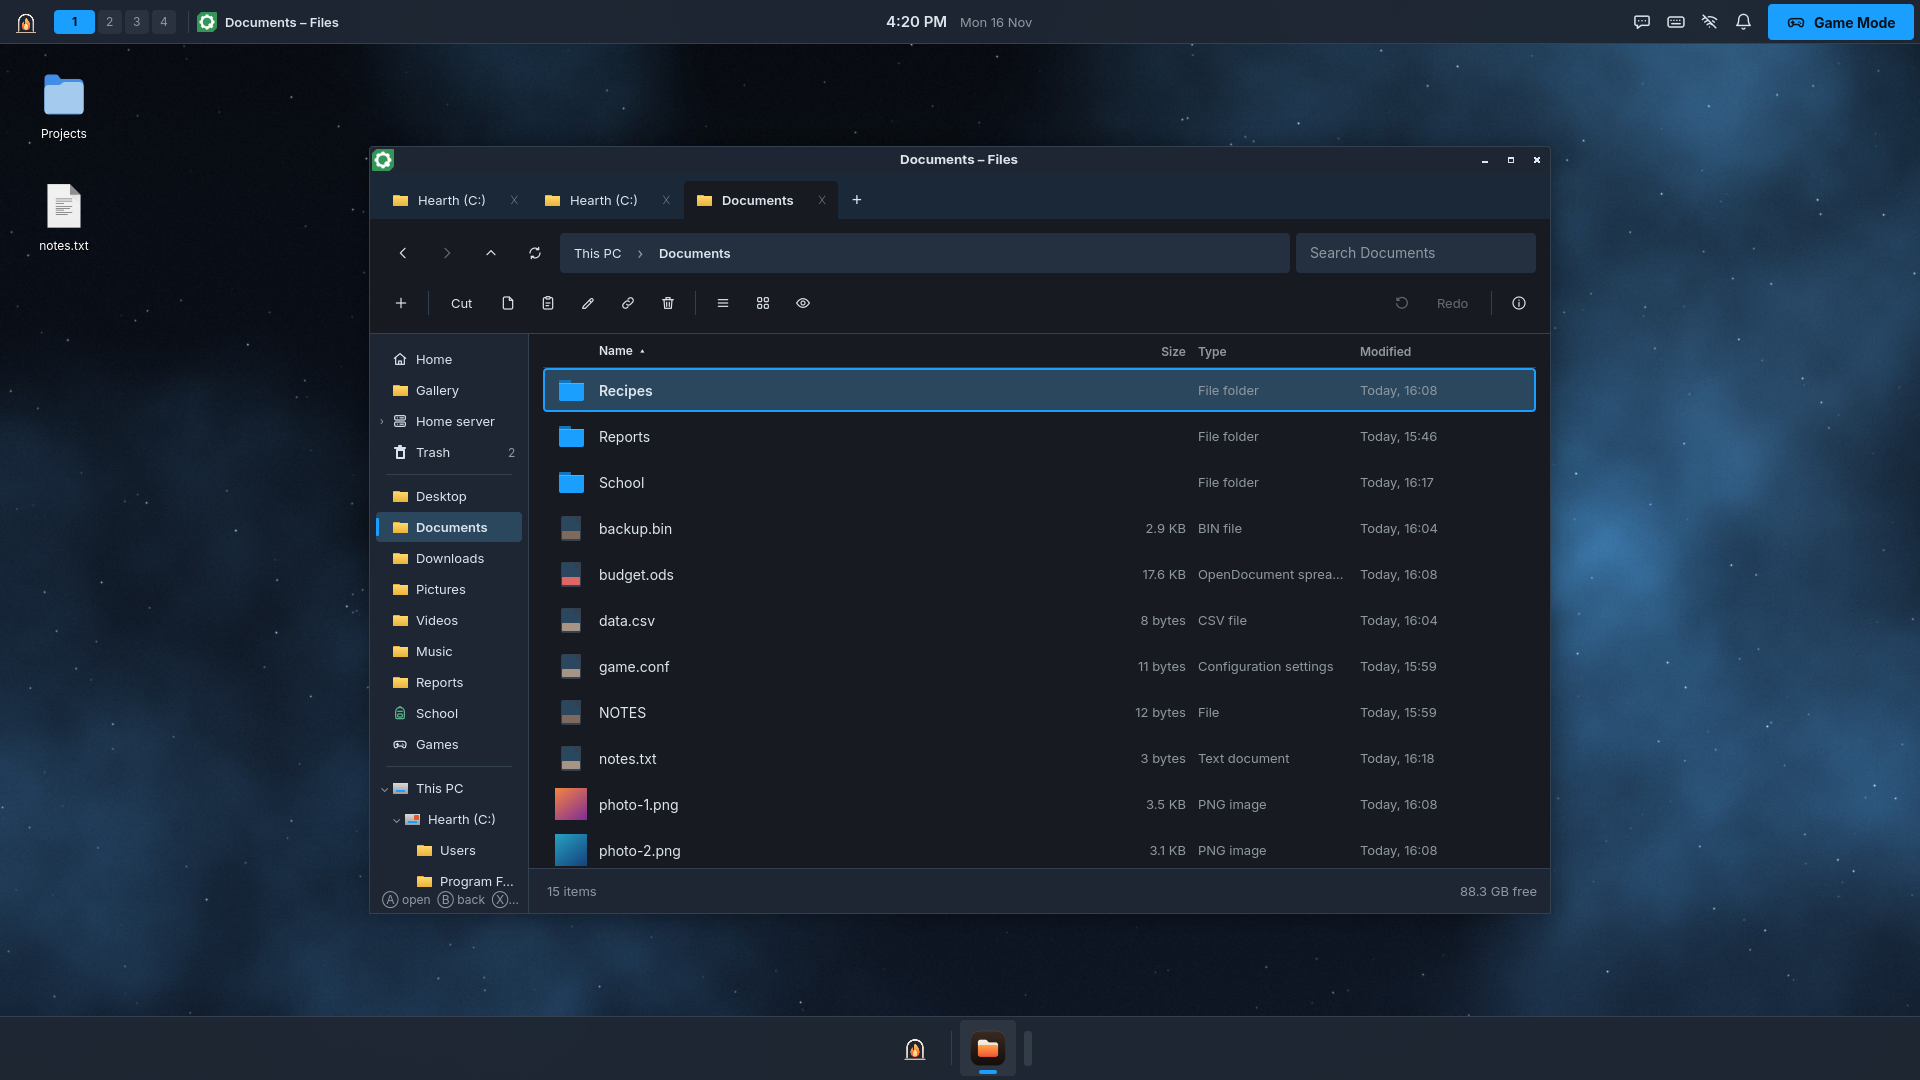 1 2 3 4 Documents – Files 4:20 PM Mon 16 Nov Game Mode
Projects
notes.txt
Documents – Files
Hearth (C:) X Hearth (C:) X Documents X +
This PC › Documents Search Documents
Cut Redo
Home
Gallery
Home server
Trash 2
Desktop
Documents
Downloads
Pictures
Videos
Music
Reports
School
Games
This PC
Hearth (C:)
Users
Program F...
A open B back X...
Name Size Type Modified
Recipes File folder Today, 16:08
Reports File folder Today, 15:46
School File folder Today, 16:17
backup.bin 2.9 KB BIN file Today, 16:04
budget.ods 17.6 KB OpenDocument sprea... Today, 16:08
data.csv 8 bytes CSV file Today, 16:04
game.conf 11 bytes Configuration settings Today, 15:59
NOTES 12 bytes File Today, 15:59
notes.txt 3 bytes Text document Today, 16:18
photo-1.png 3.5 KB PNG image Today, 16:08
photo-2.png 3.1 KB PNG image Today, 16:08
15 items 88.3 GB free